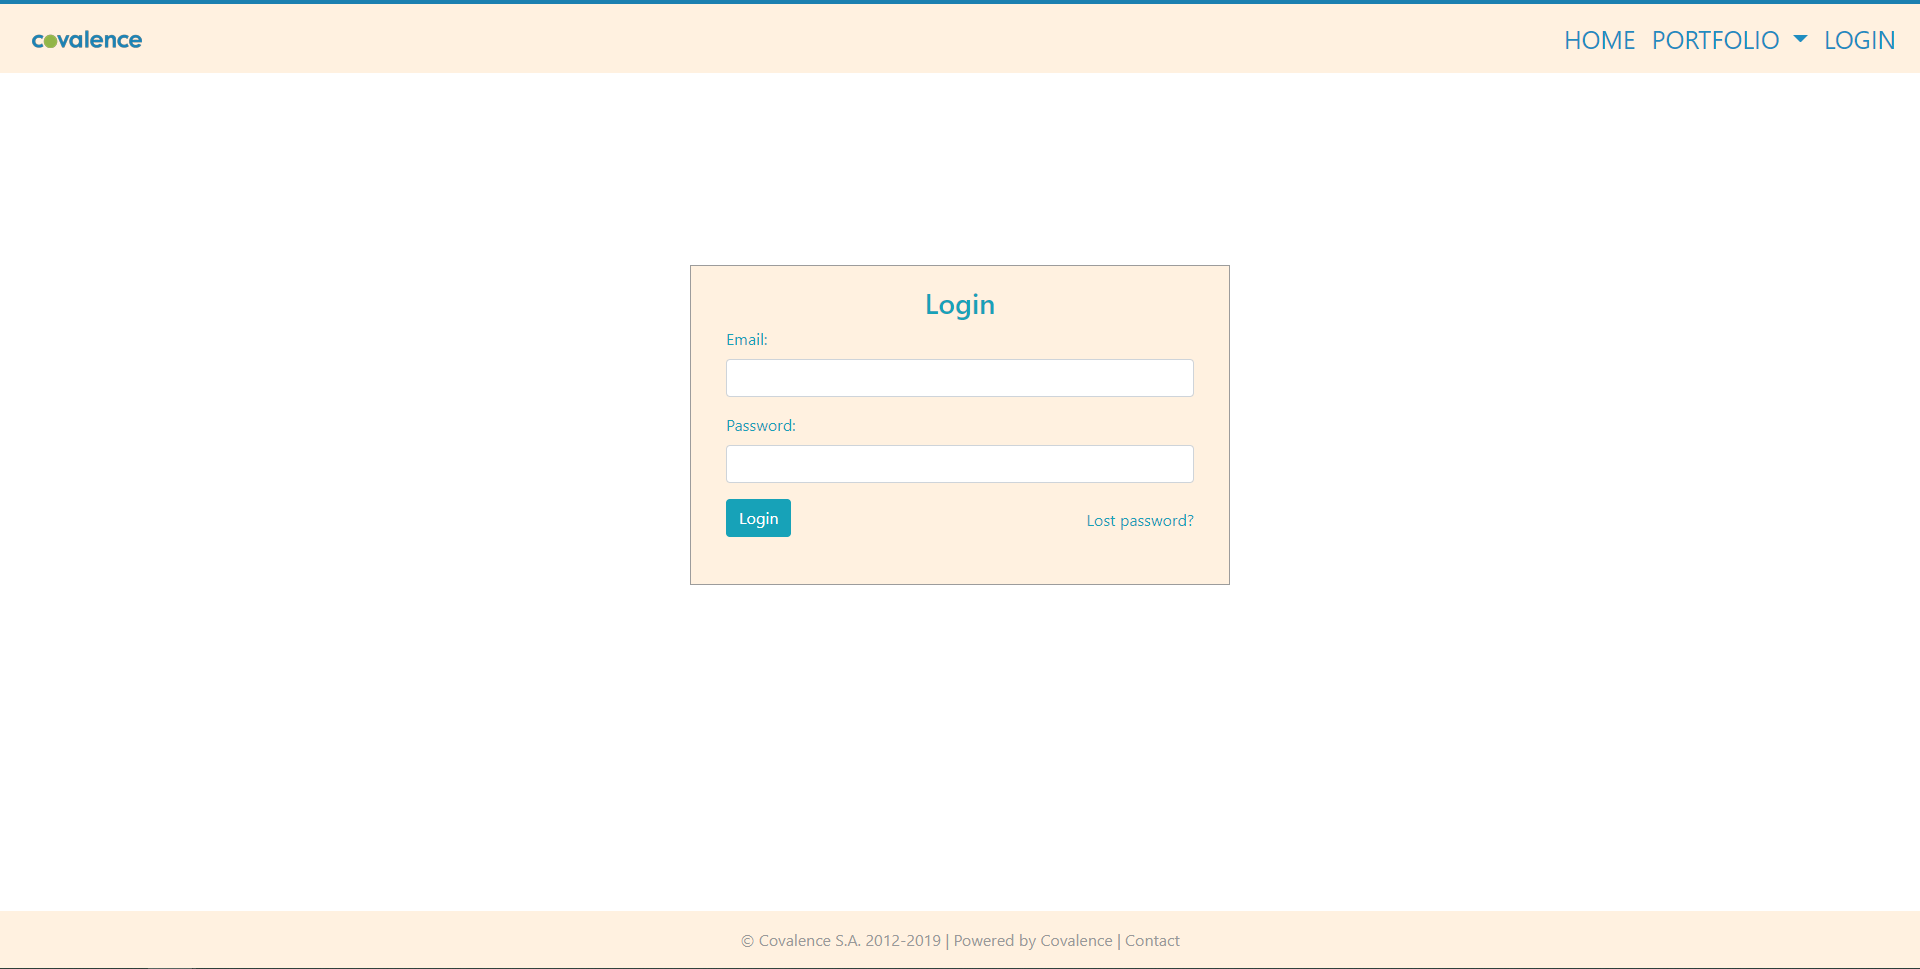 covalence
HOME PORTFOLIO LOGIN
Login
Email:
Password:
Login Lost password?
© Covalence S.A. 2012-2019 | Powered by Covalence | Contact